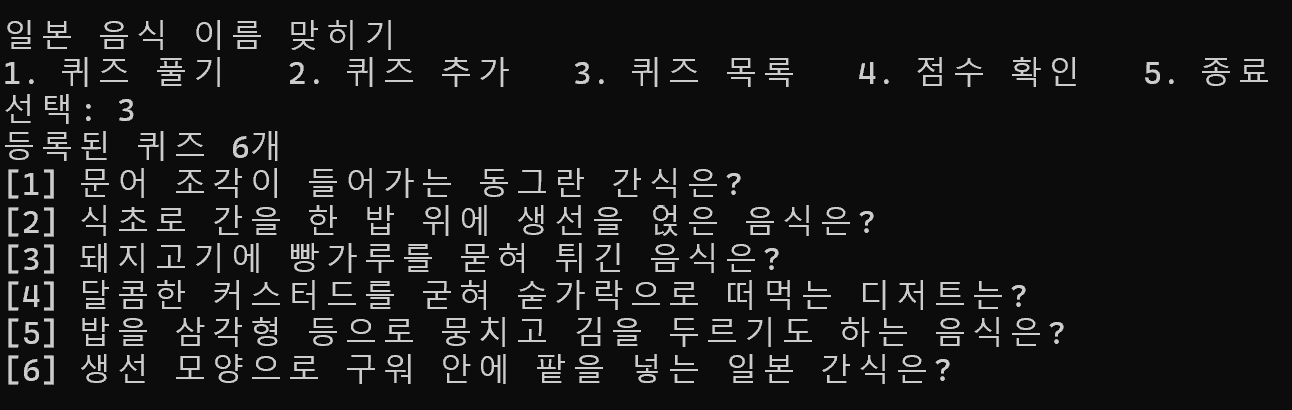 일본 음식 이름 맞히기
1. 퀴즈 풀기  2. 퀴즈 추가  3. 퀴즈 목록  4. 점수 확인  5. 종료
선택: 3
등록된 퀴즈 6개
[1] 문어 조각이 들어가는 동그란 간식은?
[2] 식초로 간을 한 밥 위에 생선을 얹은 음식은?
[3] 돼지고기에 빵가루를 묻혀 튀긴 음식은?
[4] 달콤한 커스터드를 굳혀 숟가락으로 떠먹는 디저트는?
[5] 밥을 삼각형 등으로 뭉치고 김을 두르기도 하는 음식은?
[6] 생선 모양으로 구워 안에 팥을 넣는 일본 간식은?